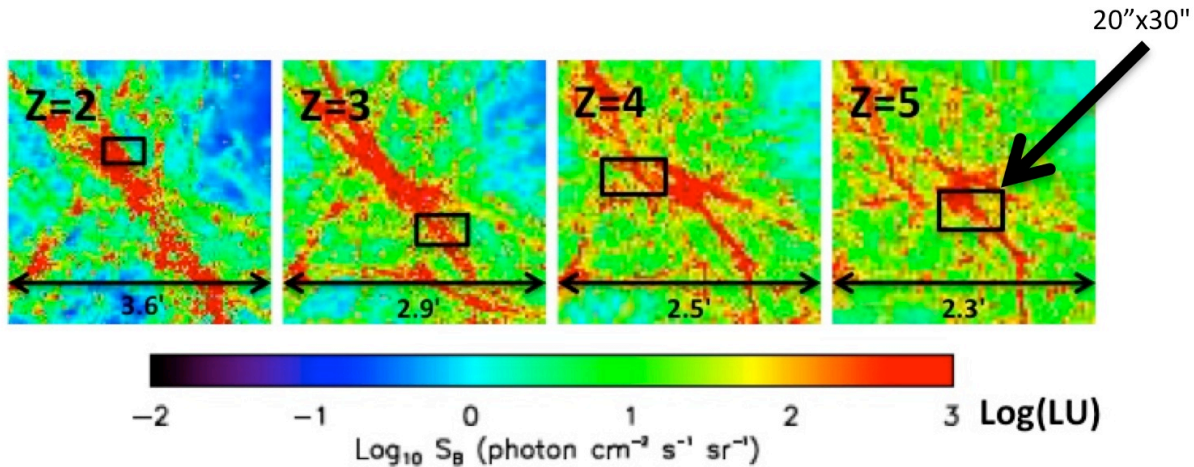 20”x30"
Z=2
Z=3
Z=4
Z=5
3.6'
2.9'
2.5'
2.3'
−2 −1 0 1 2 3 Log(LU)
Log₁₀ S_B (photon cm⁻² s⁻¹ sr⁻¹)